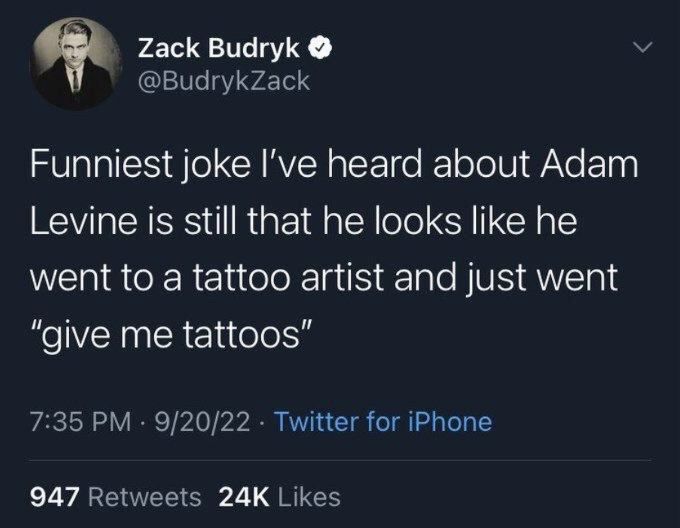 Zack Budryk
@BudrykZack
Funniest joke I’ve heard about Adam
Levine is still that he looks like he
went to a tattoo artist and just went
“give me tattoos”
7:35 PM · 9/20/22 · Twitter for iPhone
947 Retweets 24K Likes